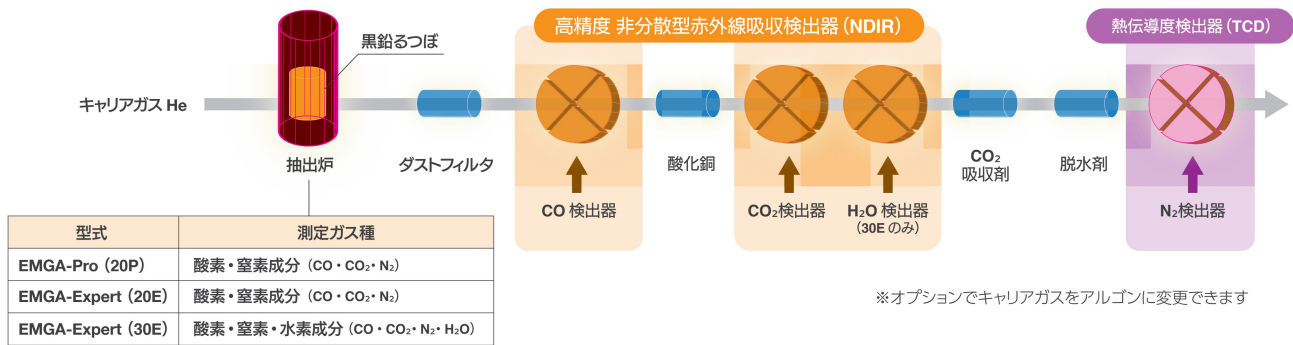 高精度 非分散型赤外線吸収検出器（NDIR）
熱伝導度検出器（TCD）
黒鉛るつぼ
キャリアガス He
抽出炉
ダストフィルタ
酸化銅
CO₂
吸収剤
脱水剤
CO 検出器
CO₂検出器
H₂O 検出器
（30E のみ）
N₂検出器
型式 測定ガス種
EMGA-Pro（20P） 酸素・窒素成分（CO・CO₂・N₂）
EMGA-Expert（20E） 酸素・窒素成分（CO・CO₂・N₂）
EMGA-Expert（30E） 酸素・窒素・水素成分（CO・CO₂・N₂・H₂O）
※オプションでキャリアガスをアルゴンに変更できます